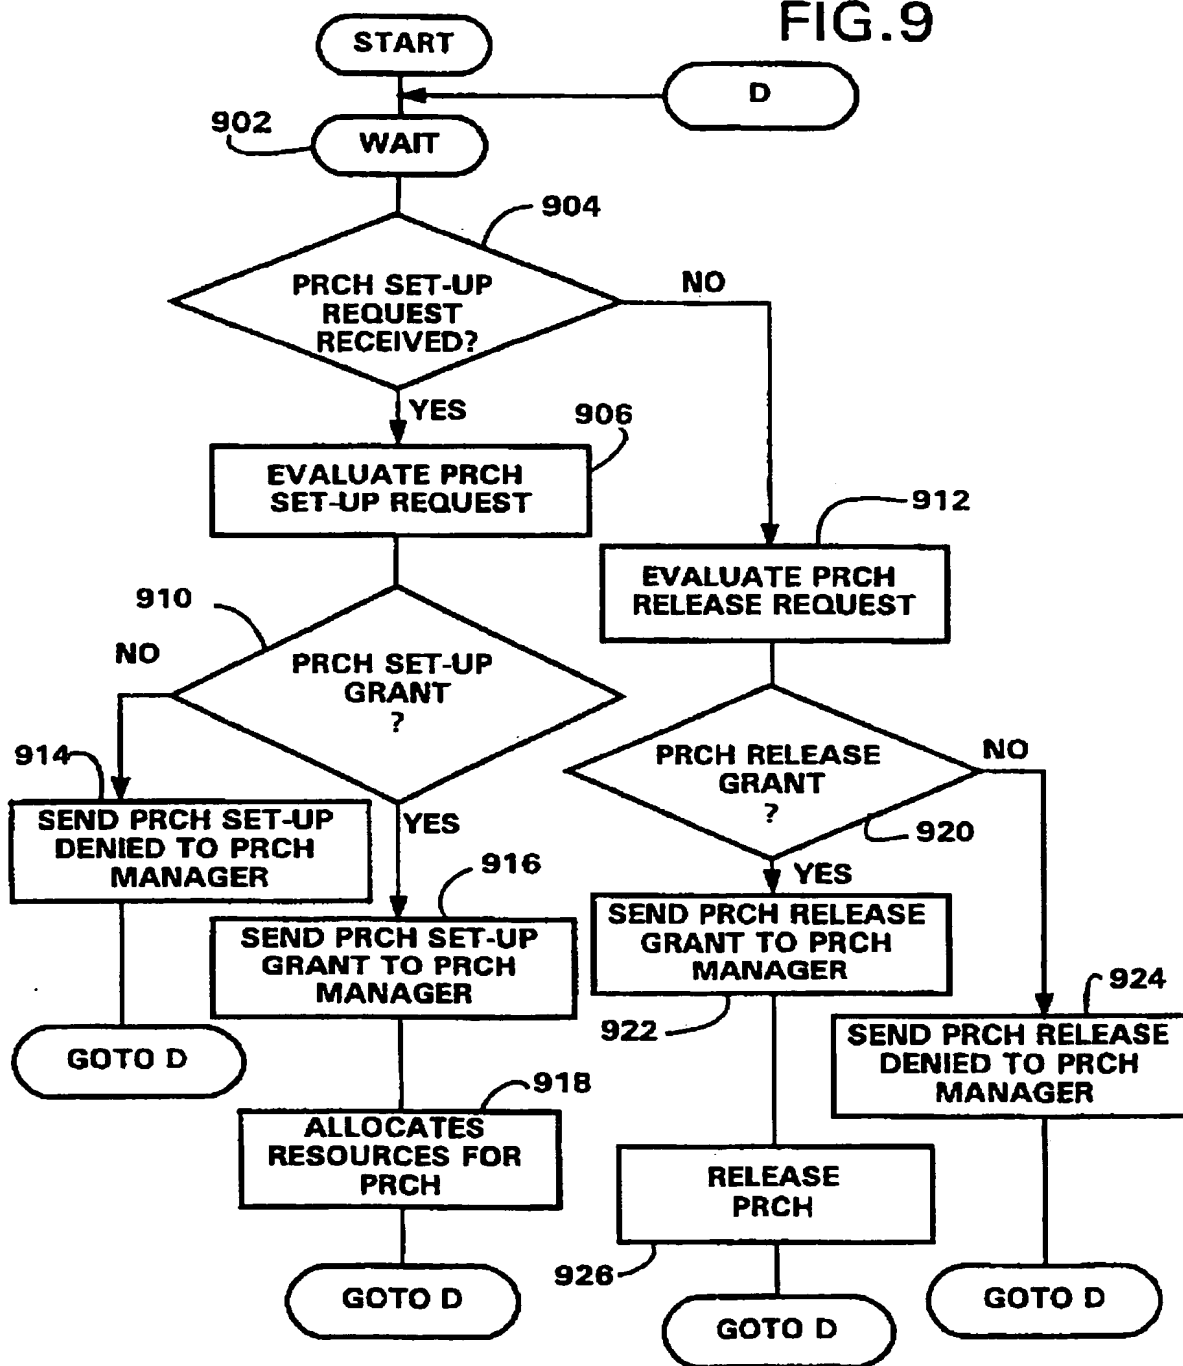 FIG.9
START
D
902
WAIT
904
PRCH SET-UP
REQUEST
RECEIVED?
NO
YES
906
EVALUATE PRCH
SET-UP REQUEST
912
EVALUATE PRCH
RELEASE REQUEST
910
NO
PRCH SET-UP
GRANT
?
914
SEND PRCH SET-UP
DENIED TO PRCH
MANAGER
YES
PRCH RELEASE
GRANT
?
NO
920
YES
916
SEND PRCH SET-UP
GRANT TO PRCH
MANAGER
SEND PRCH RELEASE
GRANT TO PRCH
MANAGER
922
924
SEND PRCH RELEASE
DENIED TO PRCH
MANAGER
GOTO D
918
ALLOCATES
RESOURCES FOR
PRCH
RELEASE
PRCH
926
GOTO D
GOTO D
GOTO D